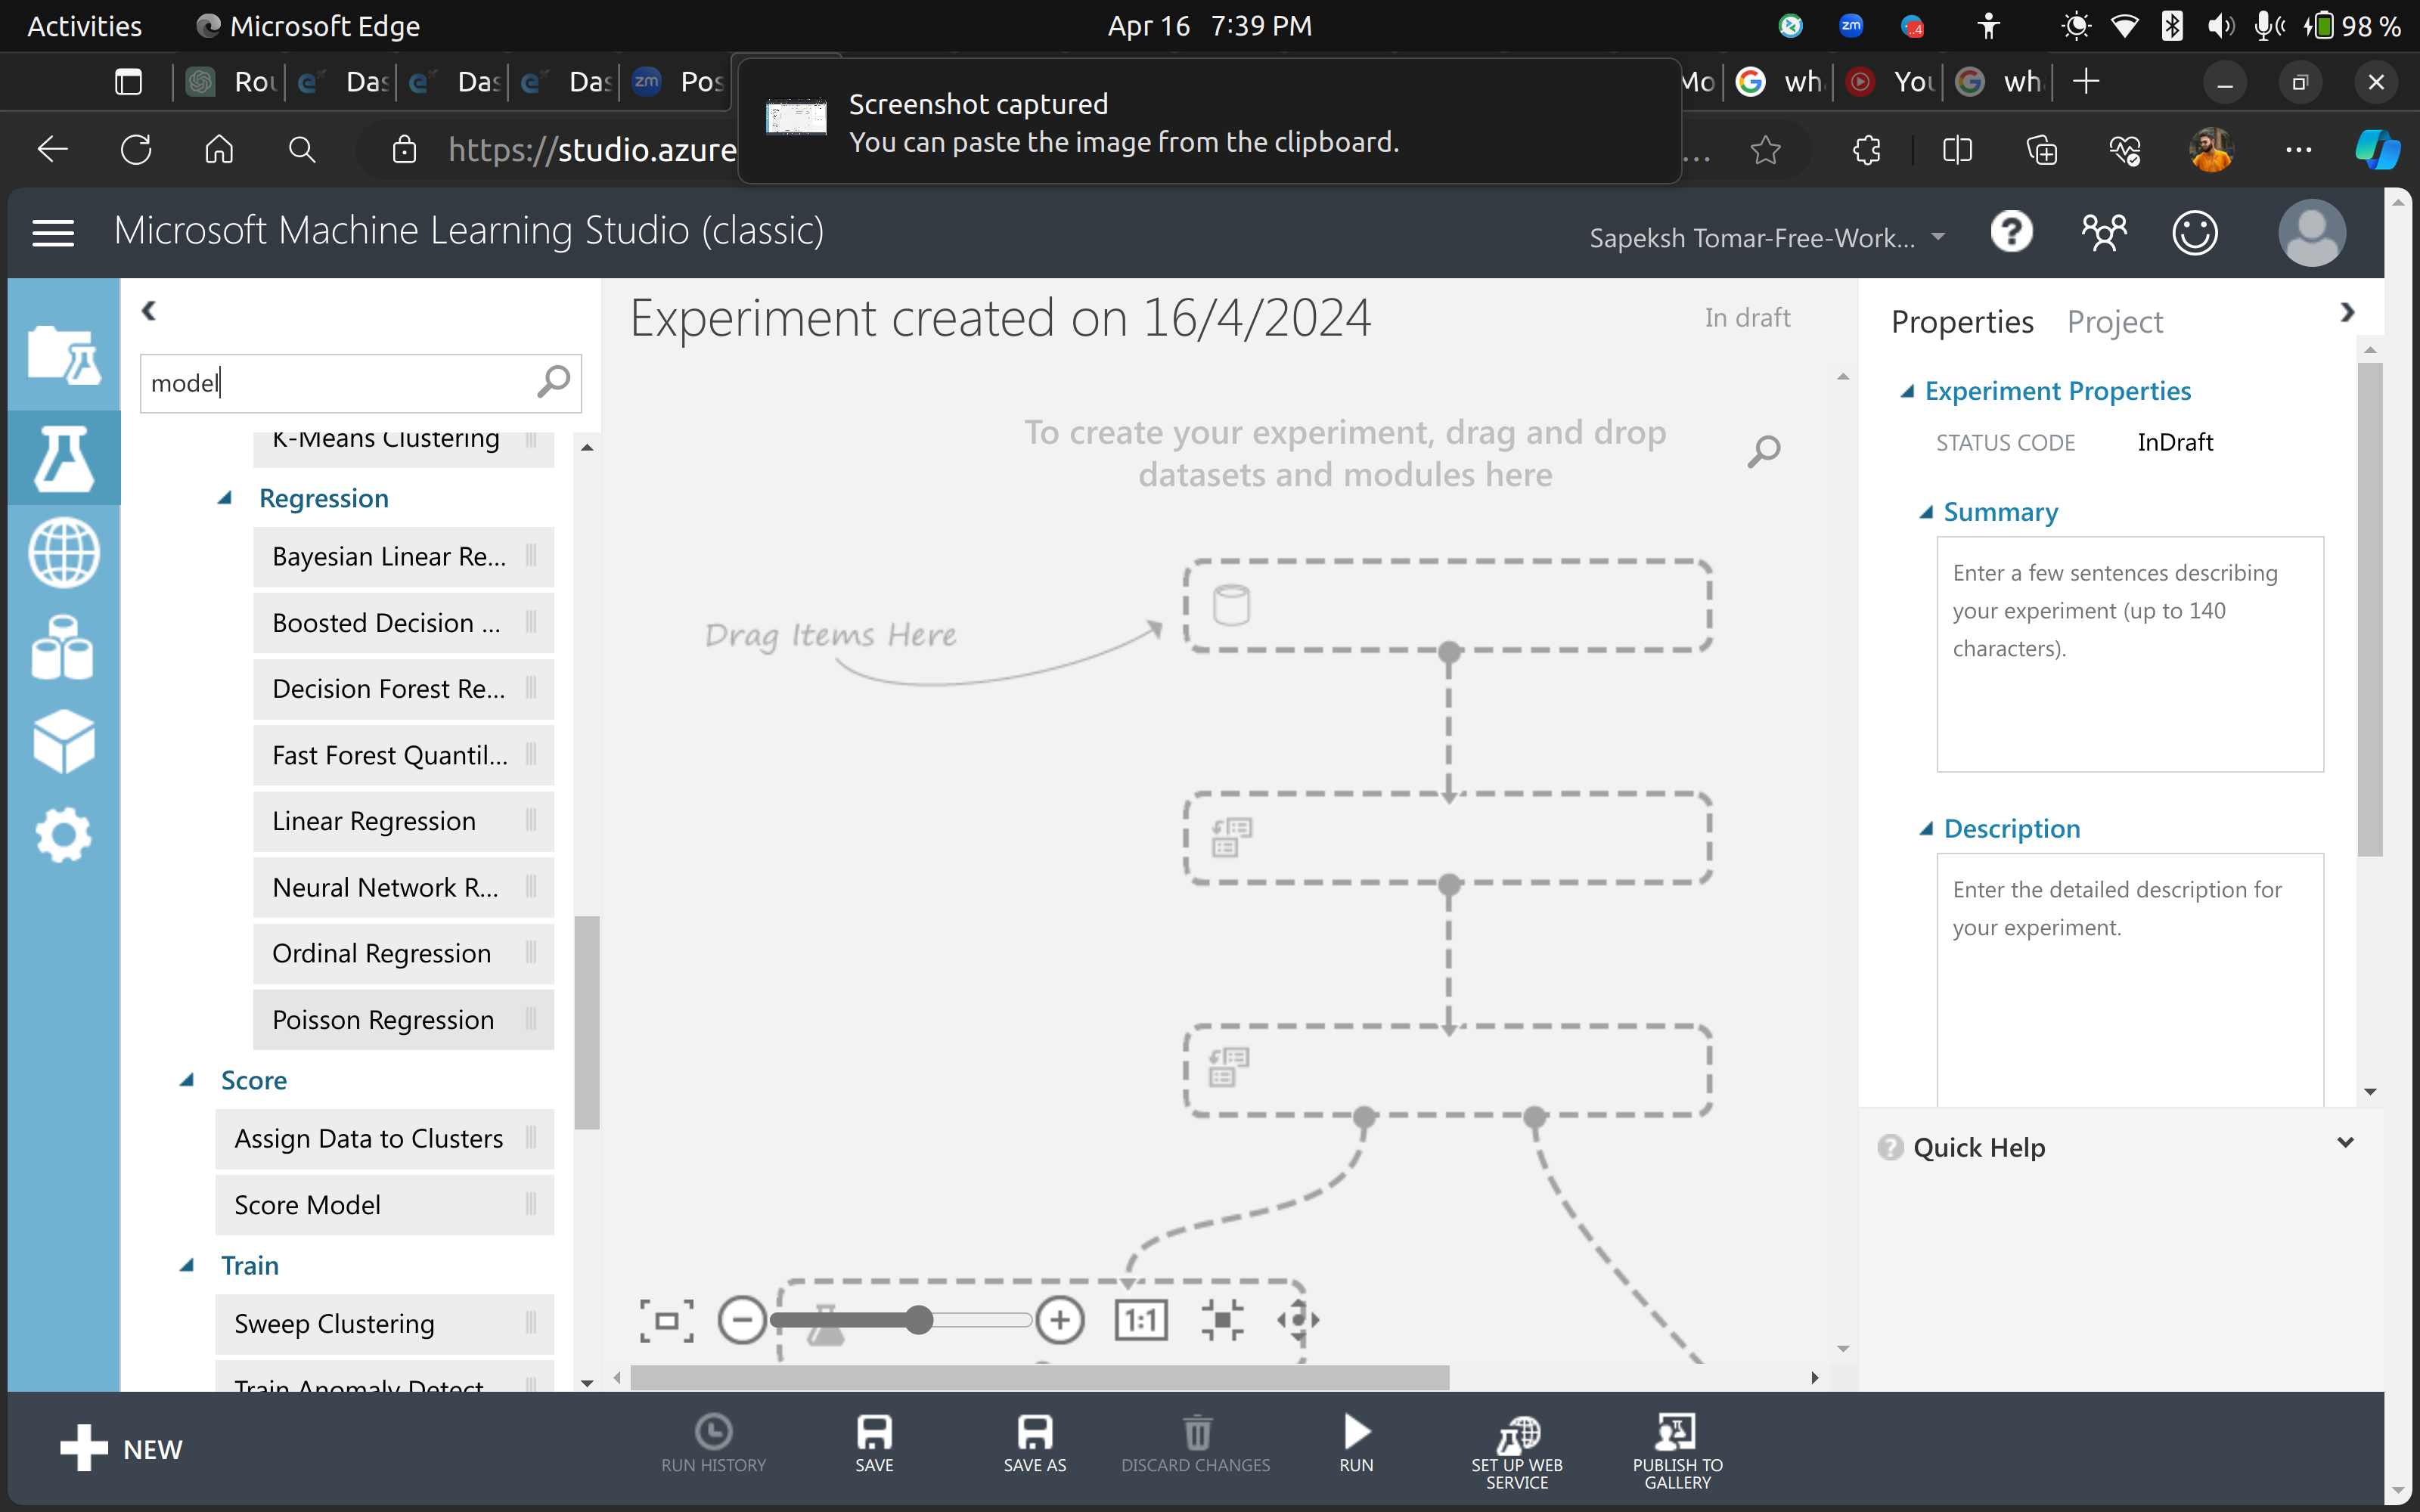 Activities
Microsoft Edge
Apr 16 7:39 PM
98 %
Rou
Das
Das
Das
zm
Pos
Mo
wh
You
wh
Screenshot captured
You can paste the image from the clipboard.
https://studio.azure
...
Microsoft Machine Learning Studio (classic)
Sapeksh Tomar-Free-Work...
Experiment created on 16/4/2024
In draft
model
K-Means Clustering
Regression
Bayesian Linear Re...
Boosted Decision ...
Decision Forest Re...
Fast Forest Quantil...
Linear Regression
Neural Network R...
Ordinal Regression
Poisson Regression
Score
Assign Data to Clusters
Score Model
Train
Sweep Clustering
Train Anomaly Detect
To create your experiment, drag and drop
datasets and modules here
Drag Items Here
1:1
Properties
Project
Experiment Properties
STATUS CODE
InDraft
Summary
Enter a few sentences describing
your experiment (up to 140
characters).
Description
Enter the detailed description for
your experiment.
Quick Help
NEW
RUN HISTORY
SAVE
SAVE AS
DISCARD CHANGES
RUN
SET UP WEB
SERVICE
PUBLISH TO
GALLERY